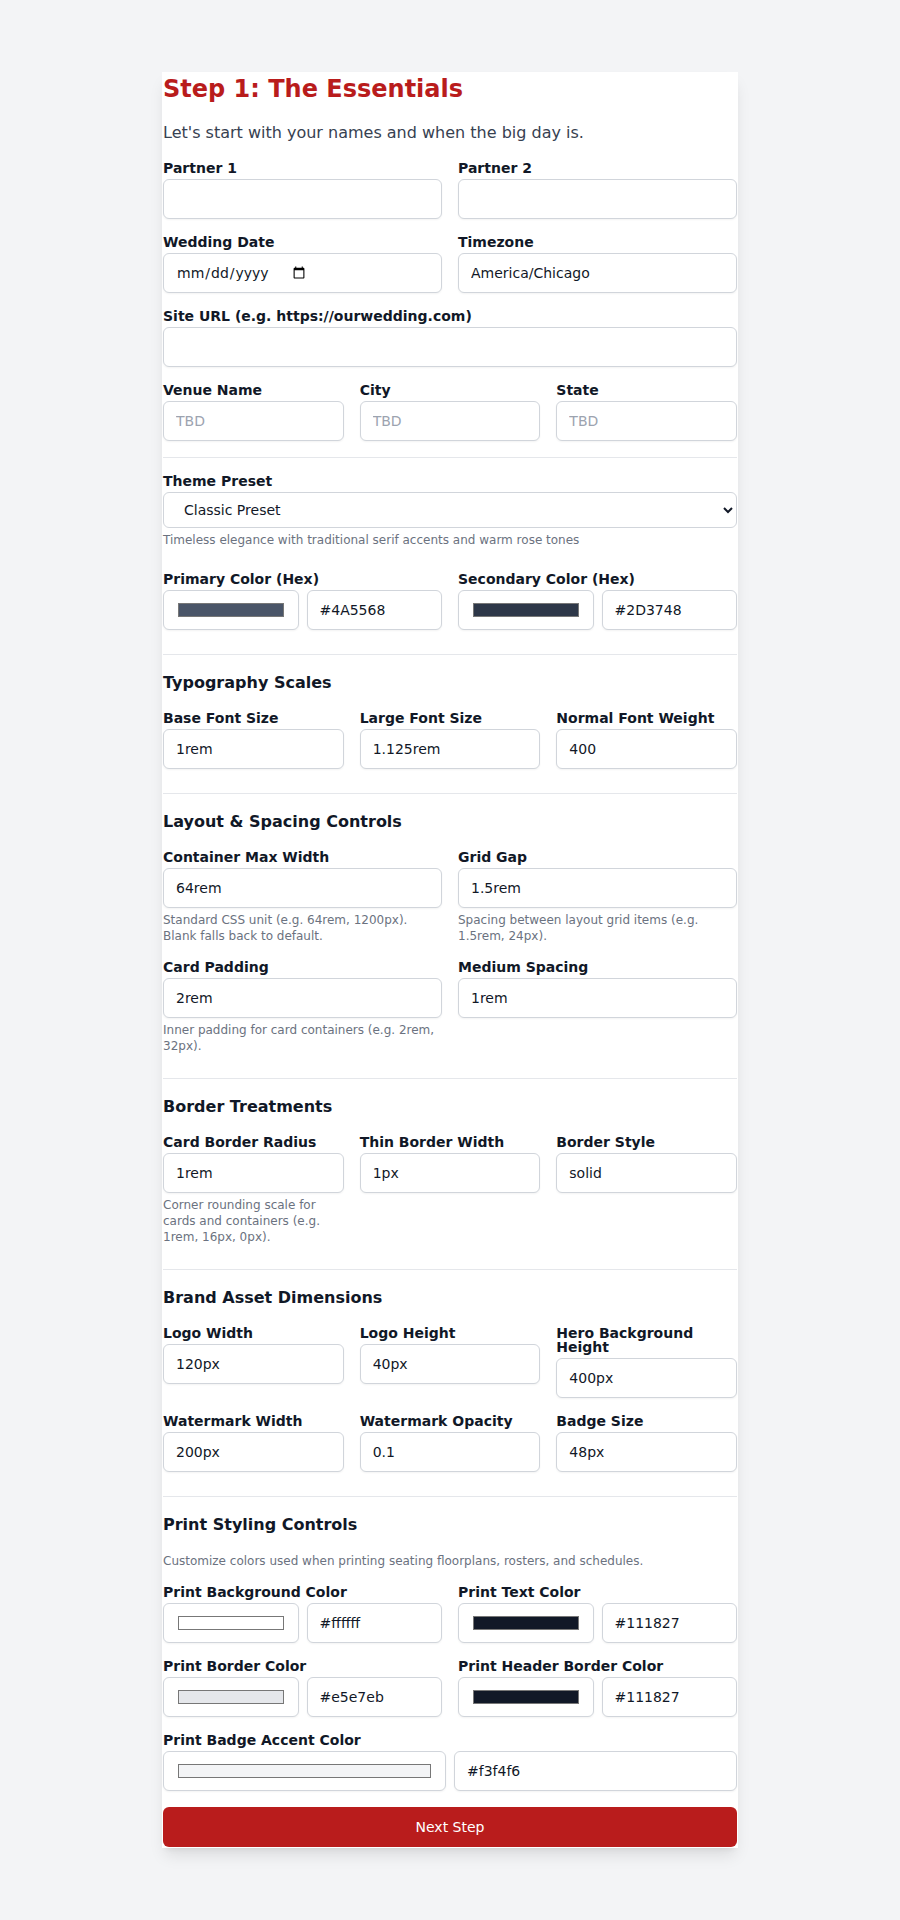 Step 1: The Essentials
Let's start with your names and when the big day is.
Partner 1
Partner 2
Wedding Date
Timezone
mm/dd/yyyy
America/Chicago
Site URL (e.g. https://ourwedding.com)
Venue Name
City
State
TBD
TBD
TBD
Theme Preset
Classic Preset
Timeless elegance with traditional serif accents and warm rose tones
Primary Color (Hex)
Secondary Color (Hex)
#4A5568
#2D3748
Typography Scales
Base Font Size
Large Font Size
Normal Font Weight
1rem
1.125rem
400
Layout & Spacing Controls
Container Max Width
Grid Gap
64rem
1.5rem
Standard CSS unit (e.g. 64rem, 1200px).
Blank falls back to default.
Spacing between layout grid items (e.g.
1.5rem, 24px).
Card Padding
Medium Spacing
2rem
1rem
Inner padding for card containers (e.g. 2rem,
32px).
Border Treatments
Card Border Radius
Thin Border Width
Border Style
1rem
1px
solid
Corner rounding scale for
cards and containers (e.g.
1rem, 16px, 0px).
Brand Asset Dimensions
Logo Width
Logo Height
Hero Background
Height
120px
40px
400px
Watermark Width
Watermark Opacity
Badge Size
200px
0.1
48px
Print Styling Controls
Customize colors used when printing seating floorplans, rosters, and schedules.
Print Background Color
Print Text Color
#ffffff
#111827
Print Border Color
Print Header Border Color
#e5e7eb
#111827
Print Badge Accent Color
#f3f4f6
Next Step